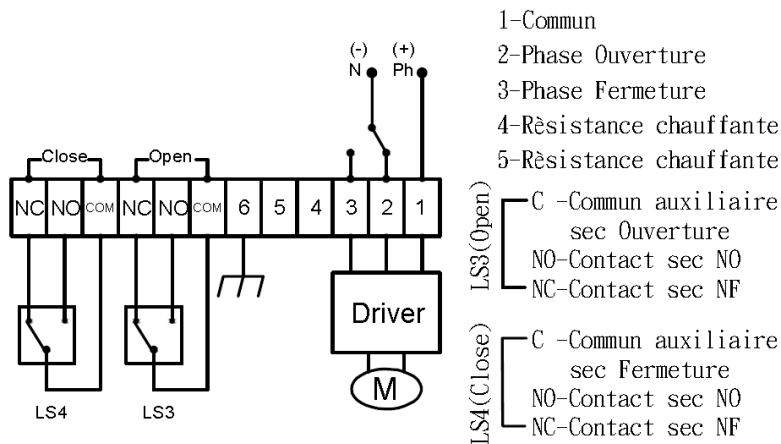 (-)
N
(+)
Ph
Close
Open
NC NO COM NC NO COM 6 5 4 3 2 1
Driver
M
LS4
LS3
1-Commun
2-Phase Ouverture
3-Phase Fermeture
4-Rèsistance chauffante
5-Rèsistance chauffante
LS3(Open)
C -Commun auxiliaire
sec Ouverture
NO-Contact sec NO
NC-Contact sec NF
LS4(Close)
C -Commun auxiliaire
sec Fermeture
NO-Contact sec NO
NC-Contact sec NF